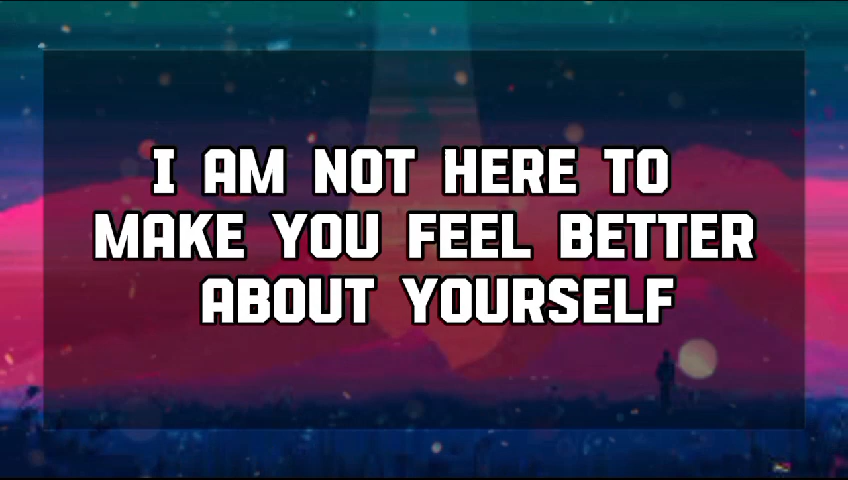 I AM NOT HERE TO
MAKE YOU FEEL BETTER
ABOUT YOURSELF